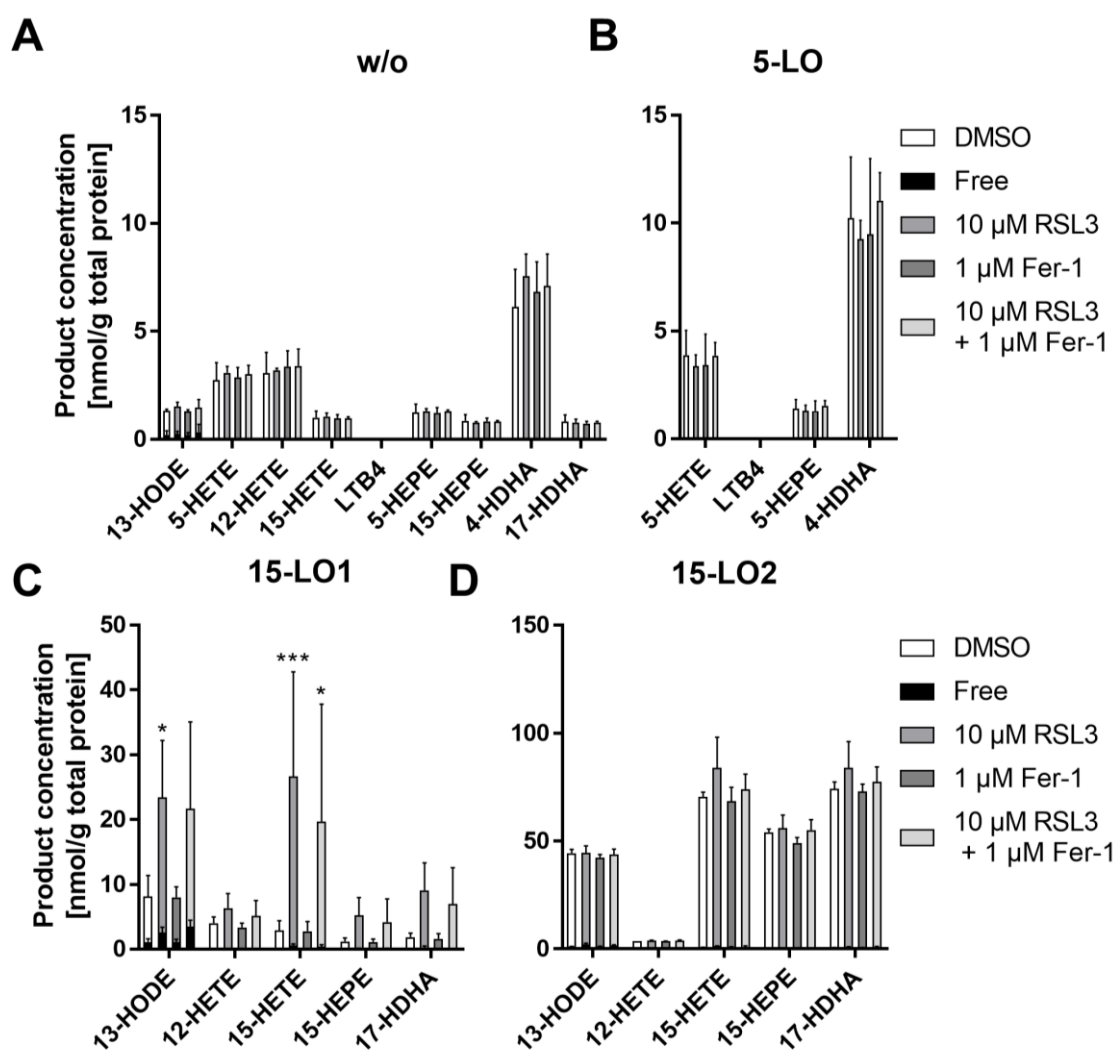 A
w/o
Product concentration
[nmol/g total protein]
15
10
5
0
13-HODE
5-HETE
12-HETE
15-HETE
LTB4
5-HEPE
15-HEPE
4-HDHA
17-HDHA
B
5-LO
15
10
5
0
5-HETE
LTB4
5-HEPE
4-HDHA
DMSO
Free
10 µM RSL3
1 µM Fer-1
10 µM RSL3
+ 1 µM Fer-1
C
15-LO1
Product concentration
[nmol/g total protein]
50
40
30
20
10
0
*
***
*
13-HODE
12-HETE
15-HETE
15-HEPE
17-HDHA
D
15-LO2
150
100
50
0
13-HODE
12-HETE
15-HETE
15-HEPE
17-HDHA
DMSO
Free
10 µM RSL3
1 µM Fer-1
10 µM RSL3
+ 1 µM Fer-1